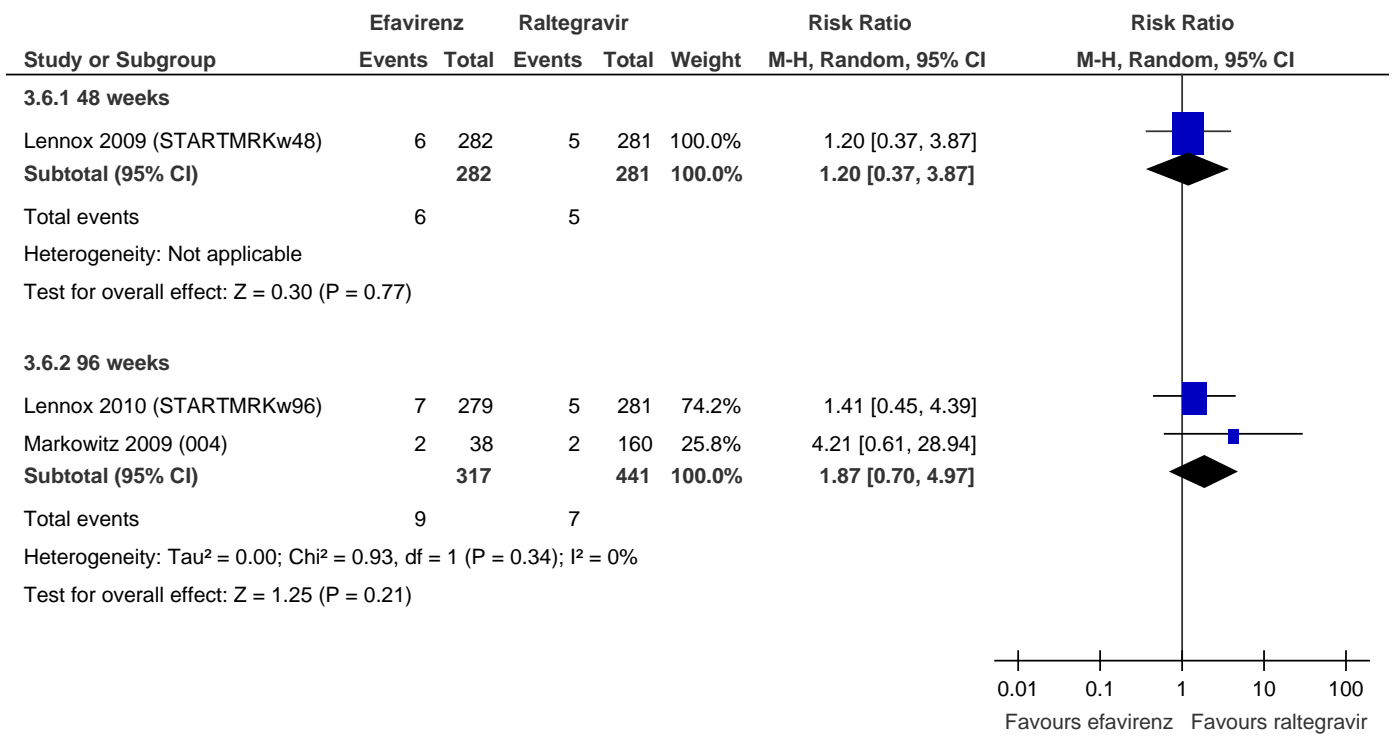 Efavirenz Raltegravir Risk Ratio Risk Ratio
Study or Subgroup Events Total Events Total Weight M-H, Random, 95% CI M-H, Random, 95% CI
3.6.1 48 weeks
Lennox 2009 (STARTMRKw48) 6 282 5 281 100.0% 1.20 [0.37, 3.87]
Subtotal (95% CI) 282 281 100.0% 1.20 [0.37, 3.87]
Total events 6 5
Heterogeneity: Not applicable
Test for overall effect: Z = 0.30 (P = 0.77)
3.6.2 96 weeks
Lennox 2010 (STARTMRKw96) 7 279 5 281 74.2% 1.41 [0.45, 4.39]
Markowitz 2009 (004) 2 38 2 160 25.8% 4.21 [0.61, 28.94]
Subtotal (95% CI) 317 441 100.0% 1.87 [0.70, 4.97]
Total events 9 7
Heterogeneity: Tau² = 0.00; Chi² = 0.93, df = 1 (P = 0.34); I² = 0%
Test for overall effect: Z = 1.25 (P = 0.21)
0.01 0.1 1 10 100
Favours efavirenz Favours raltegravir